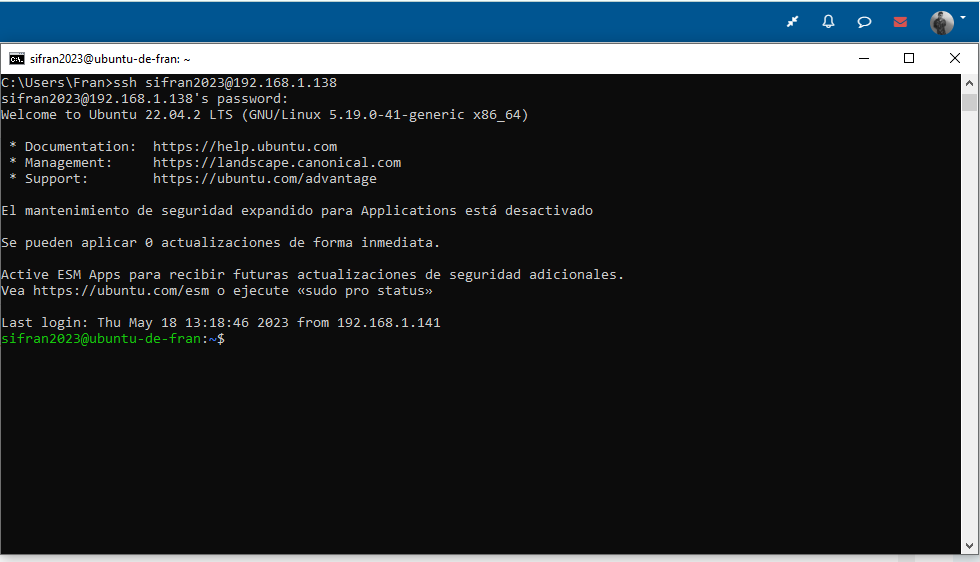 sifran2023@ubuntu-de-fran: ~
C:\Users\Fran>ssh sifran2023@192.168.1.138
sifran2023@192.168.1.138's password:
Welcome to Ubuntu 22.04.2 LTS (GNU/Linux 5.19.0-41-generic x86_64)
* Documentation:  https://help.ubuntu.com
* Management:     https://landscape.canonical.com
* Support:        https://ubuntu.com/advantage
El mantenimiento de seguridad expandido para Applications está desactivado
Se pueden aplicar 0 actualizaciones de forma inmediata.
Active ESM Apps para recibir futuras actualizaciones de seguridad adicionales.
Vea https://ubuntu.com/esm o ejecute «sudo pro status»
Last login: Thu May 18 13:18:46 2023 from 192.168.1.141
sifran2023@ubuntu-de-fran:~$